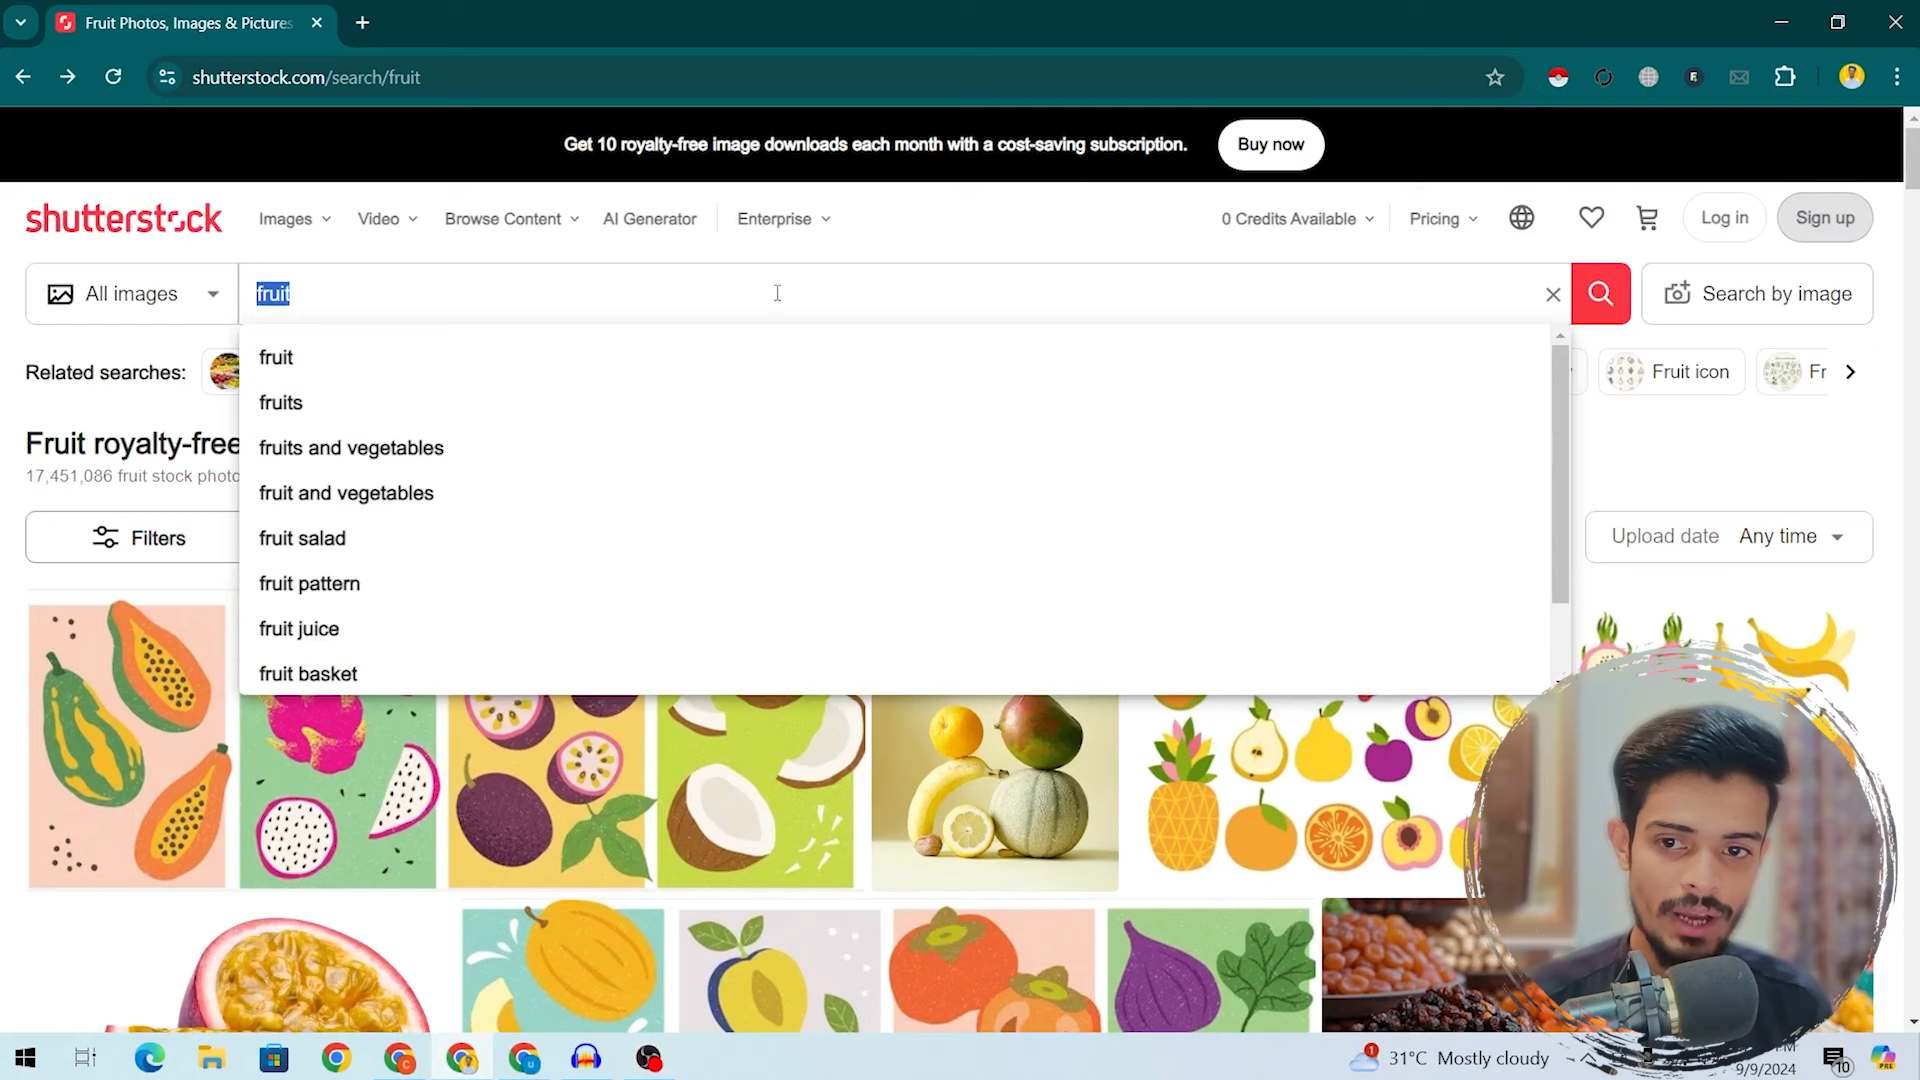 Fruit Photos, Images & Pictures
shutterstock.com/search/fruit
Get 10 royalty-free image downloads each month with a cost-saving subscription.
Buy now
shutterstock
Images
Video
Browse Content
AI Generator
Enterprise
0 Credits Available
Pricing
Log in
Sign up
All images
fruit
Search by image
Related searches:
Fruit icon
Fr
fruit
fruits
fruits and vegetables
fruit and vegetables
fruit salad
fruit pattern
fruit juice
fruit basket
Fruit royalty-free
17,451,086 fruit stock photo
Filters
Upload date Any time
31°C Mostly cloudy
9/9/2024
10